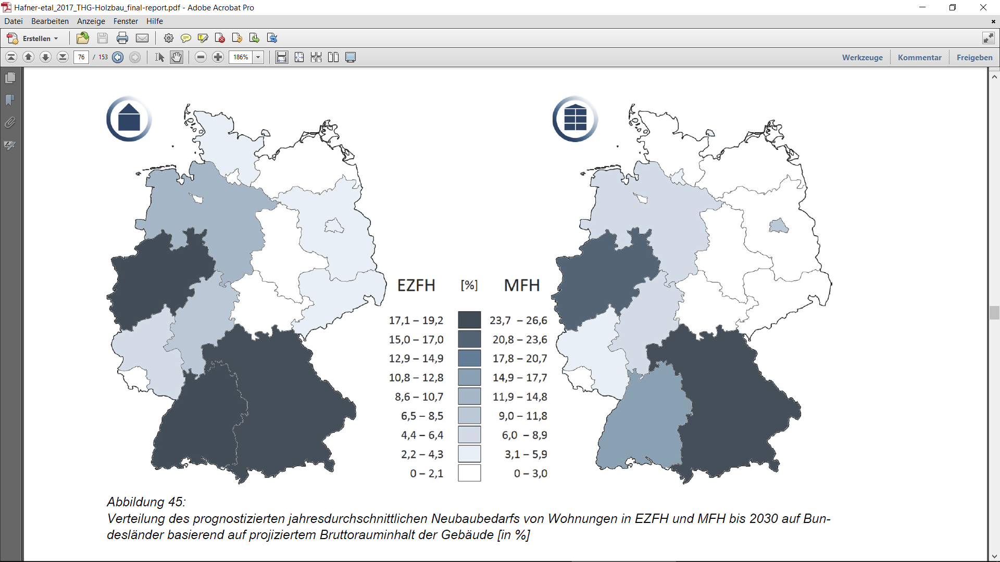 Hafner-etal_2017_THG-Holzbau_final-report.pdf - Adobe Acrobat Pro
Datei Bearbeiten Anzeige Fenster Hilfe
Erstellen
76 / 153 186% Werkzeuge Kommentar Freigeben
EZFH [%] MFH
17,1 – 19,2 23,7 – 26,6
15,0 – 17,0 20,8 – 23,6
12,9 – 14,9 17,8 – 20,7
10,8 – 12,8 14,9 – 17,7
8,6 – 10,7 11,9 – 14,8
6,5 – 8,5 9,0 – 11,8
4,4 – 6,4 6,0 – 8,9
2,2 – 4,3 3,1 – 5,9
0 – 2,1 0 – 3,0
Abbildung 45:
Verteilung des prognostizierten jahresdurchschnittlichen Neubaubedarfs von Wohnungen in EZFH und MFH bis 2030 auf Bun-
desländer basierend auf projiziertem Bruttorauminhalt der Gebäude [in %]